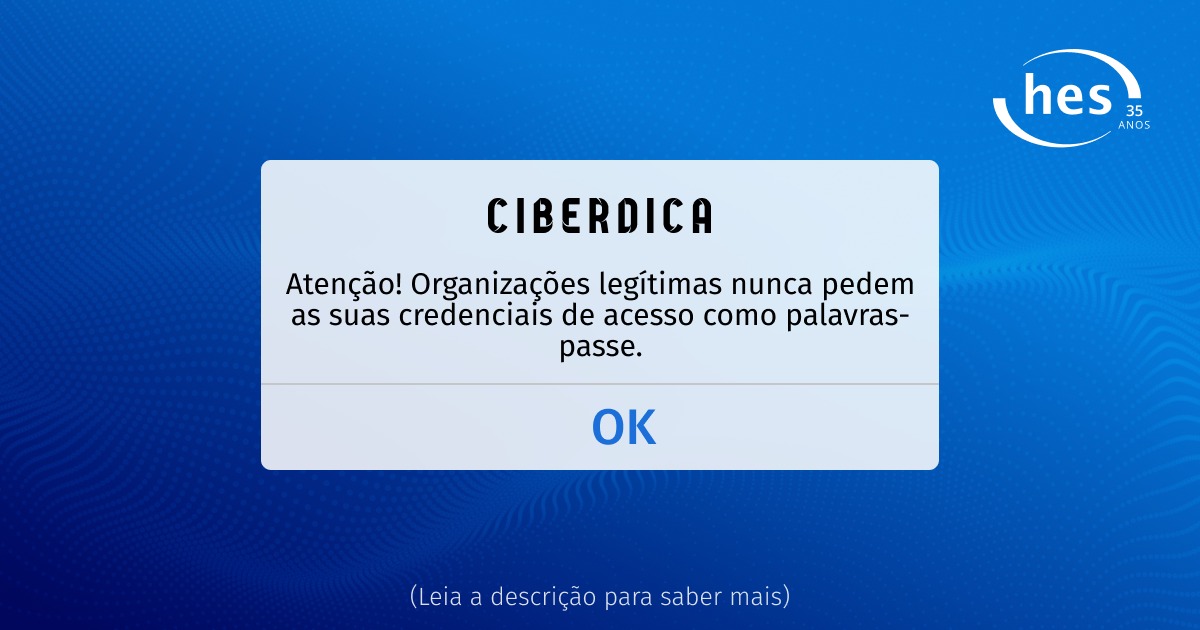 hes
35
ANOS
CIBERDICA
Atenção! Organizações legítimas nunca pedem
as suas credenciais de acesso como palavras-
passe.
OK
(Leia a descrição para saber mais)